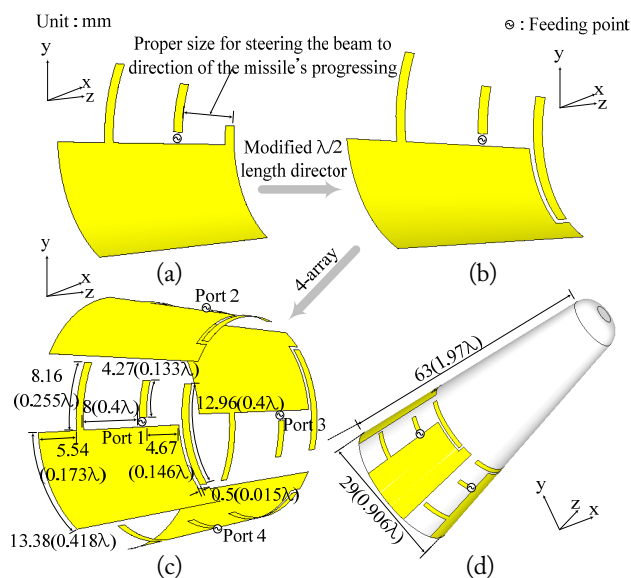 Unit : mm
: Feeding point
Proper size for steering the beam to
direction of the missile's progressing
y
x
z
y
x
z
Modified λ/2
length director
(a)
(b)
y
x
z
4-array
Port 2
8.16
(0.255λ)
4.27(0.133λ)
8(0.4λ)
12.96(0.4λ)
Port 1
Port 3
5.54
(0.173λ)
4.67
(0.146λ)
0.5(0.015λ)
13.38(0.418λ)
Port 4
(c)
63(1.97λ)
29(0.906λ)
y
z
x
(d)